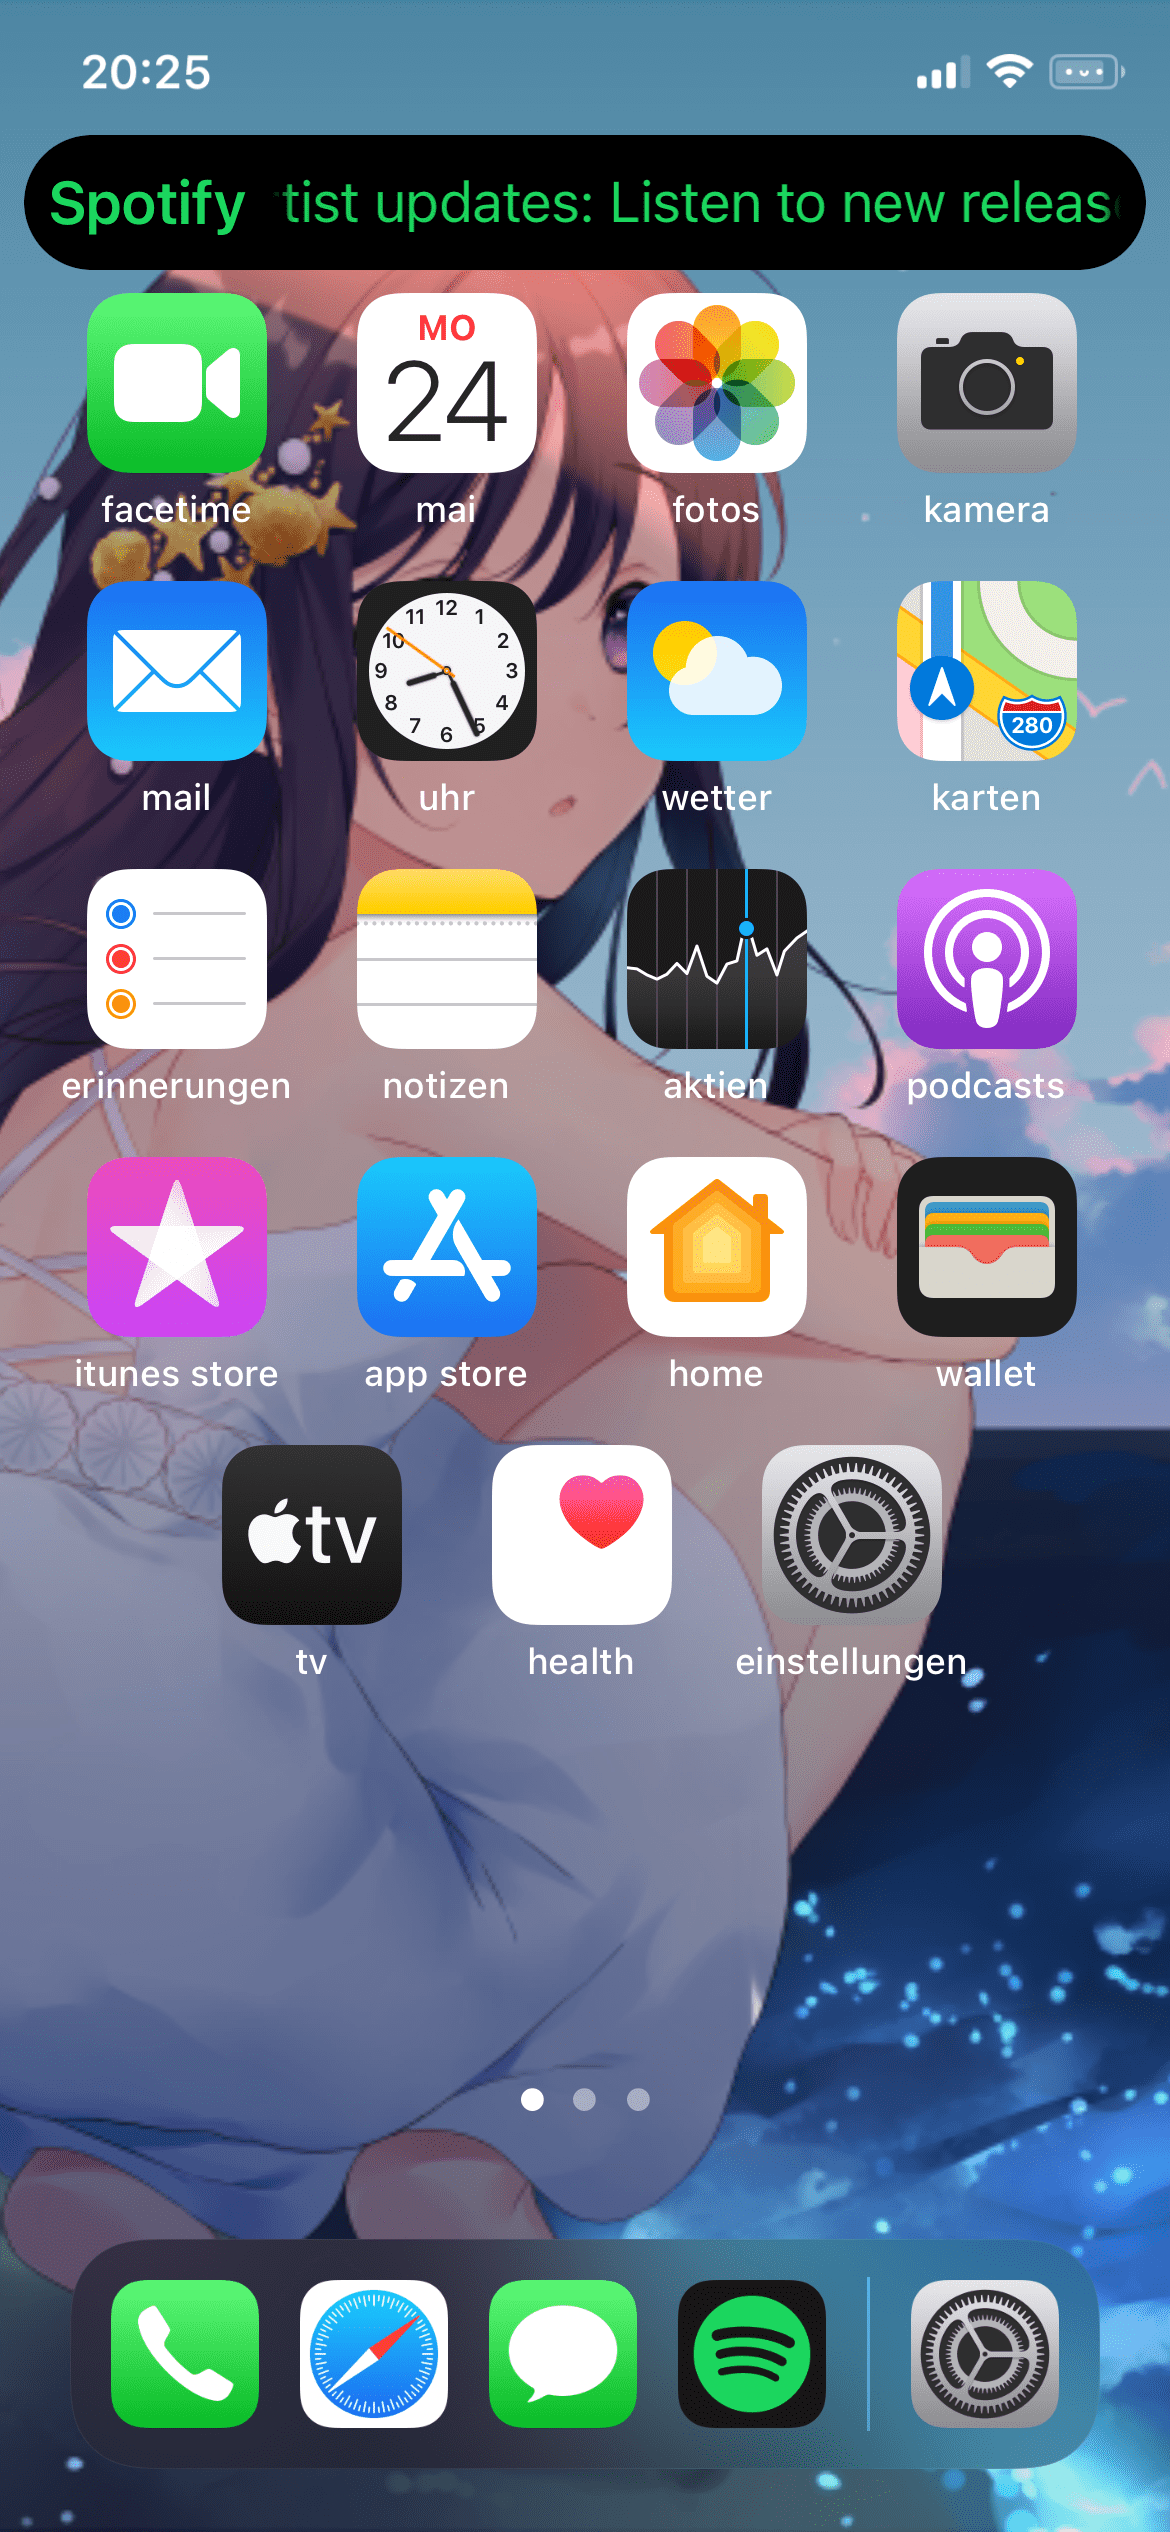 20:25
Spotify tist updates: Listen to new releas
MO
24
facetime mai fotos kamera
12
11 1
10 2
9 3
8 4
7 5
6
280
mail uhr wetter karten
erinnerungen notizen aktien podcasts
itunes store app store home wallet
tv
tv health einstellungen